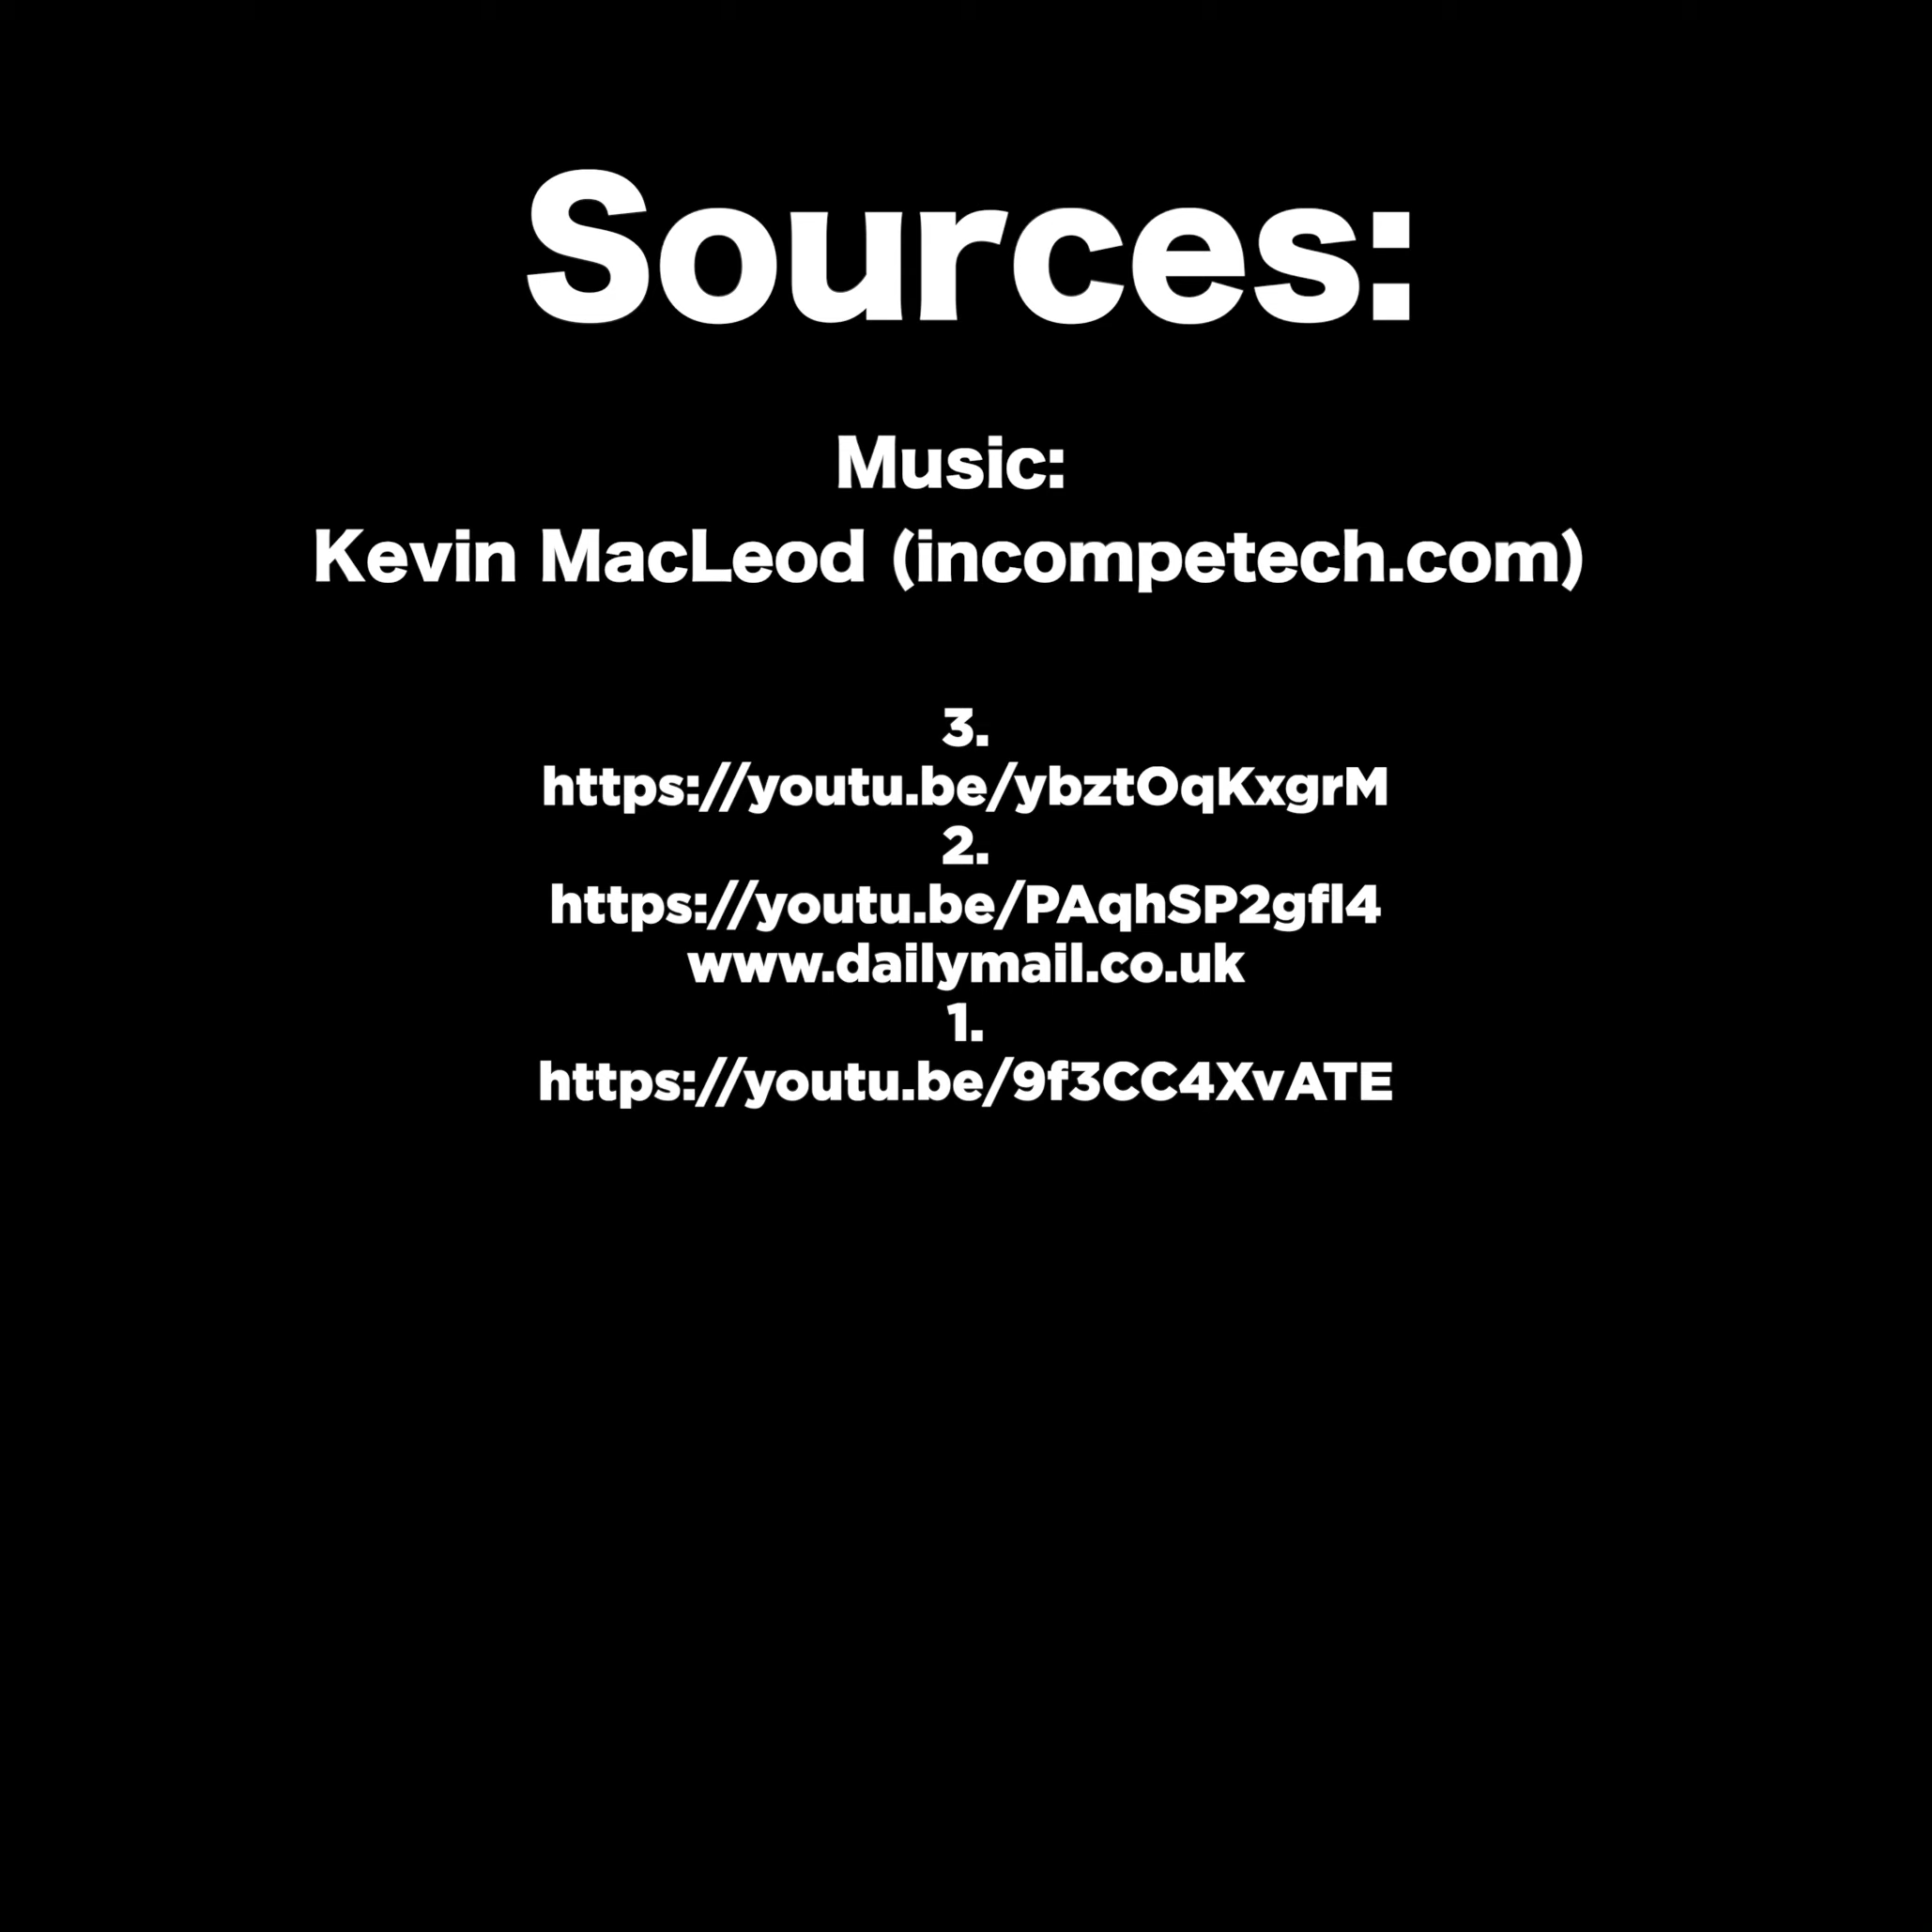 Sources:
Music:
Kevin MacLeod (incompetech.com)
3.
https://youtu.be/ybztOqKxgrM
2.
https://youtu.be/PAqhSP2gfl4
www.dailymail.co.uk
1.
https://youtu.be/9f3CC4XvATE